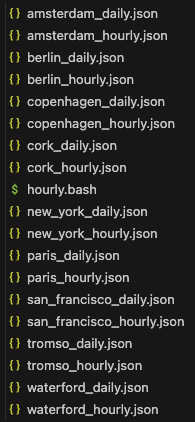 {} amsterdam_daily.json
{} amsterdam_hourly.json
{} berlin_daily.json
{} berlin_hourly.json
{} copenhagen_daily.json
{} copenhagen_hourly.json
{} cork_daily.json
{} cork_hourly.json
$ hourly.bash
{} new_york_daily.json
{} new_york_hourly.json
{} paris_daily.json
{} paris_hourly.json
{} san_francisco_daily.json
{} san_francisco_hourly.json
{} tromso_daily.json
{} tromso_hourly.json
{} waterford_daily.json
{} waterford_hourly.json